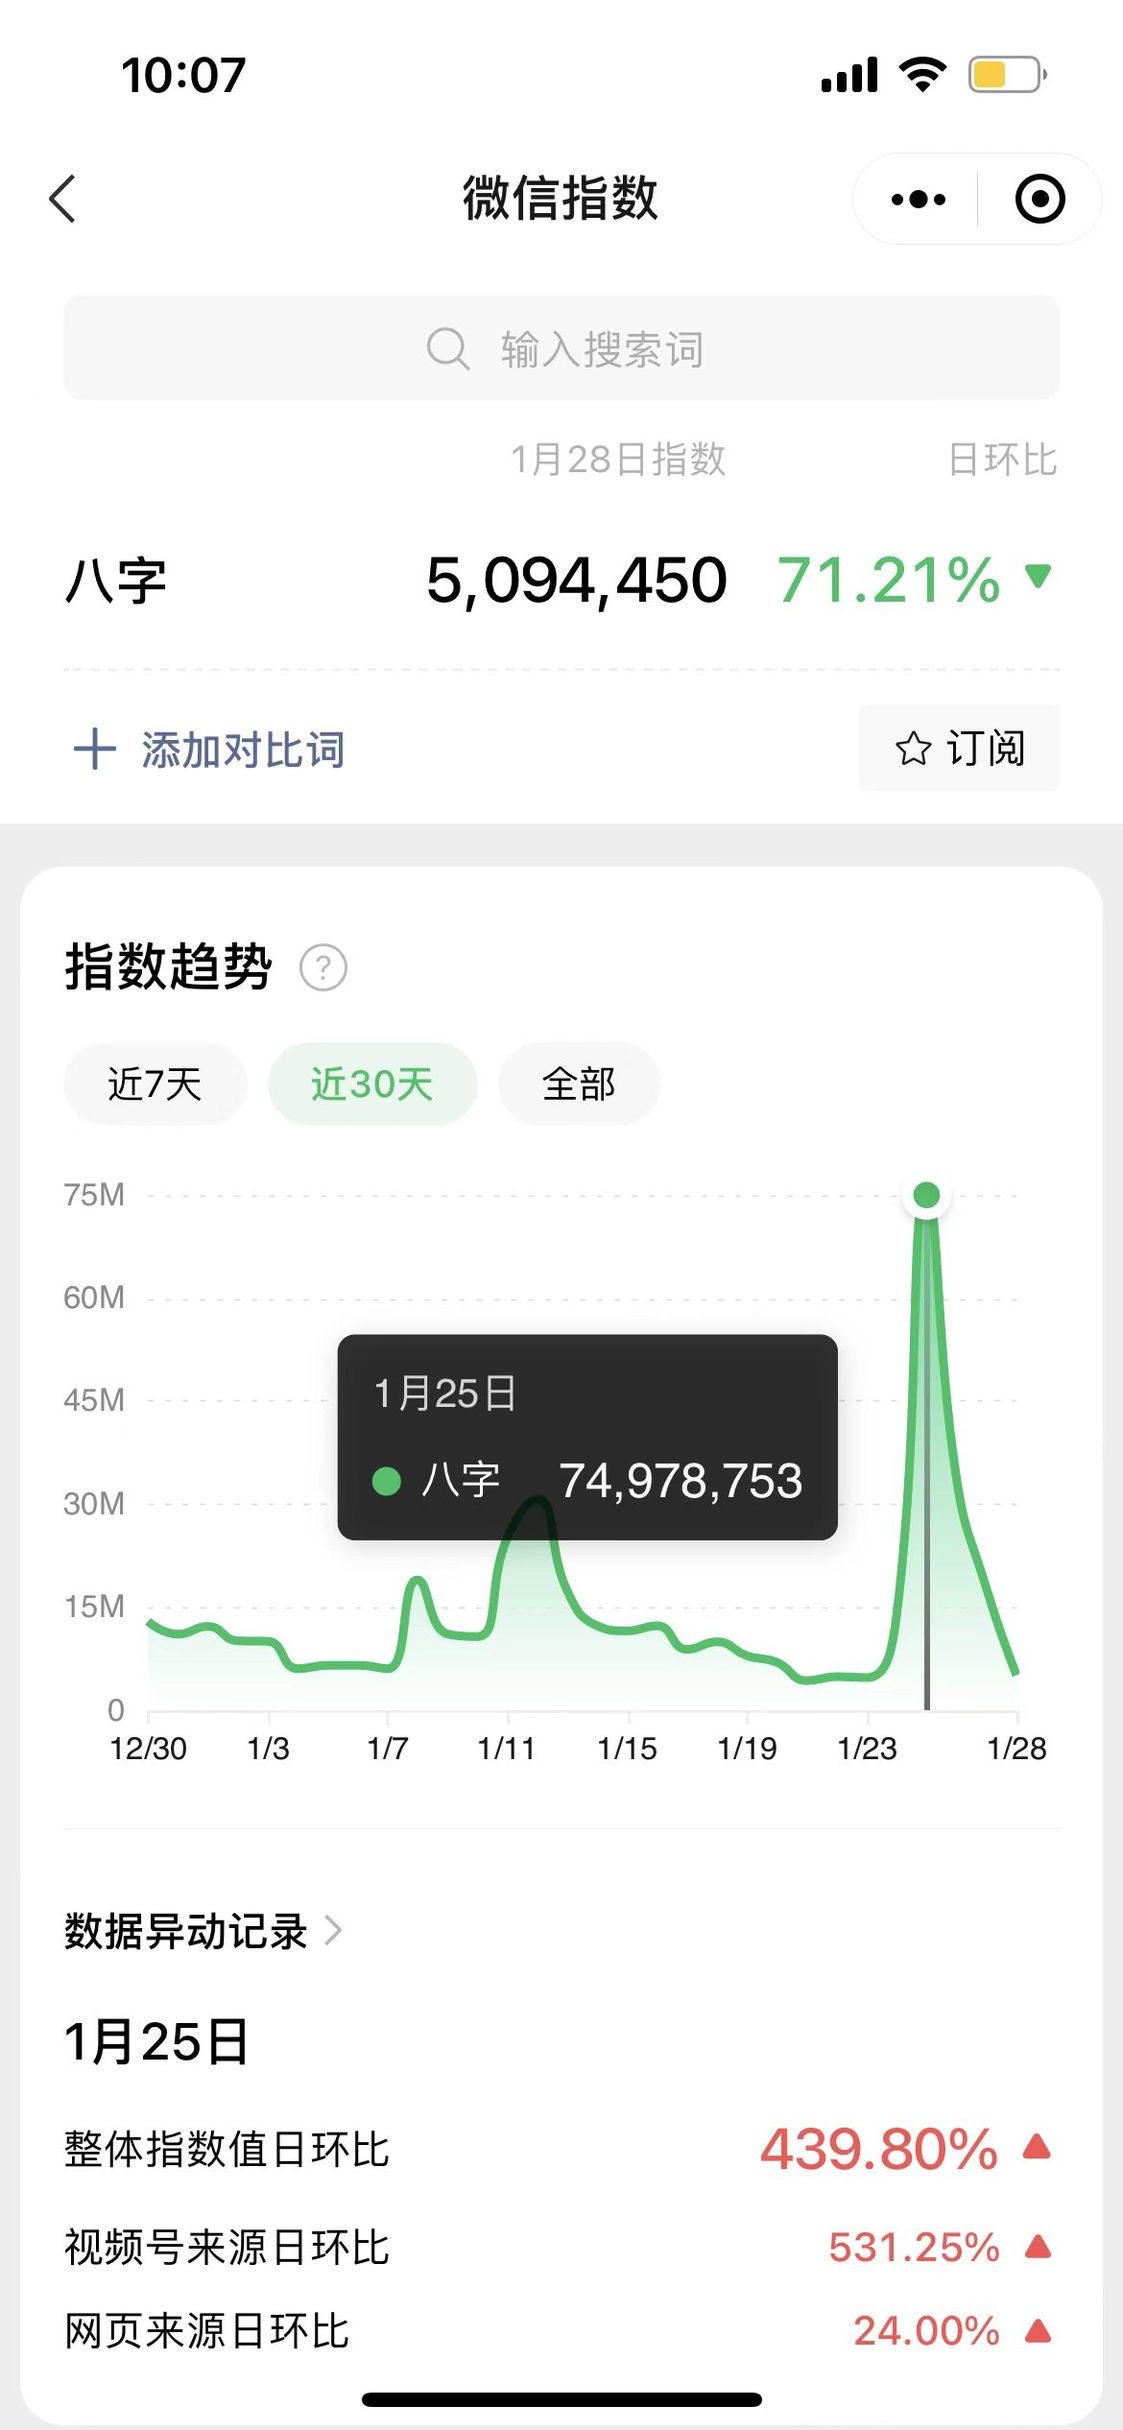 10:07
微信指数
输入搜索词
1月28日指数 日环比
八字 5,094,450 71.21%
添加对比词 订阅
指数趋势 ?
近7天 近30天 全部
75M
60M
45M
30M
15M
0
1月25日
八字 74,978,753
12/30 1/3 1/7 1/11 1/15 1/19 1/23 1/28
数据异动记录
1月25日
整体指数值日环比 439.80%
视频号来源日环比 531.25%
网页来源日环比 24.00%